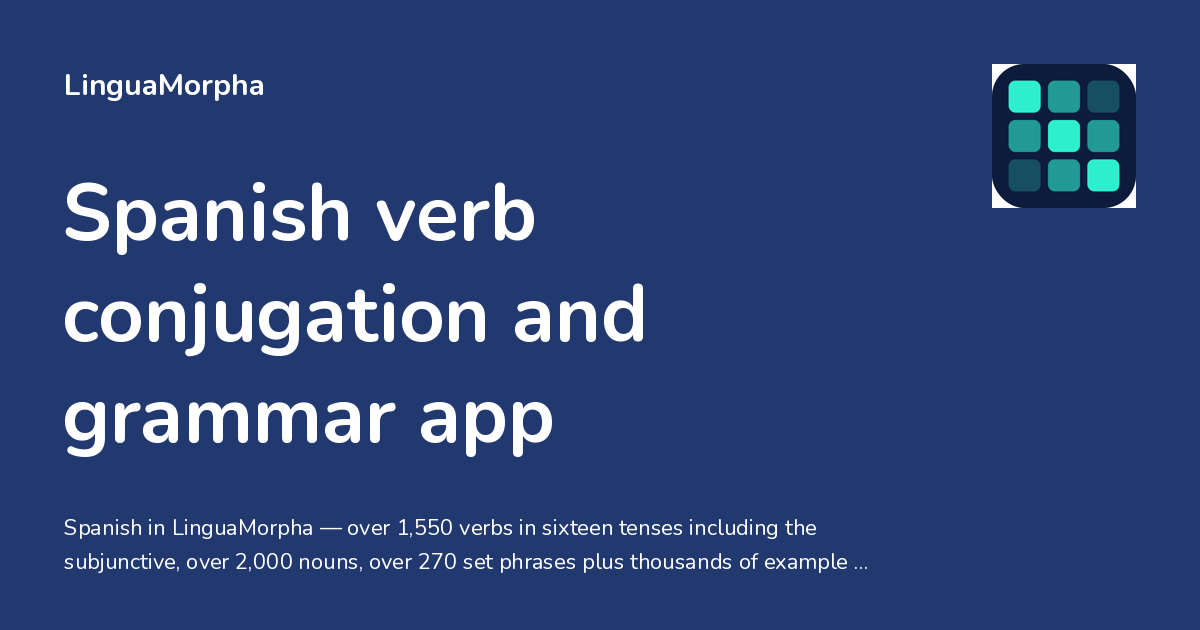 LinguaMorpha
Spanish verb
conjugation and
grammar app
Spanish in LinguaMorpha — over 1,550 verbs in sixteen tenses including the
subjunctive, over 2,000 nouns, over 270 set phrases plus thousands of example ...